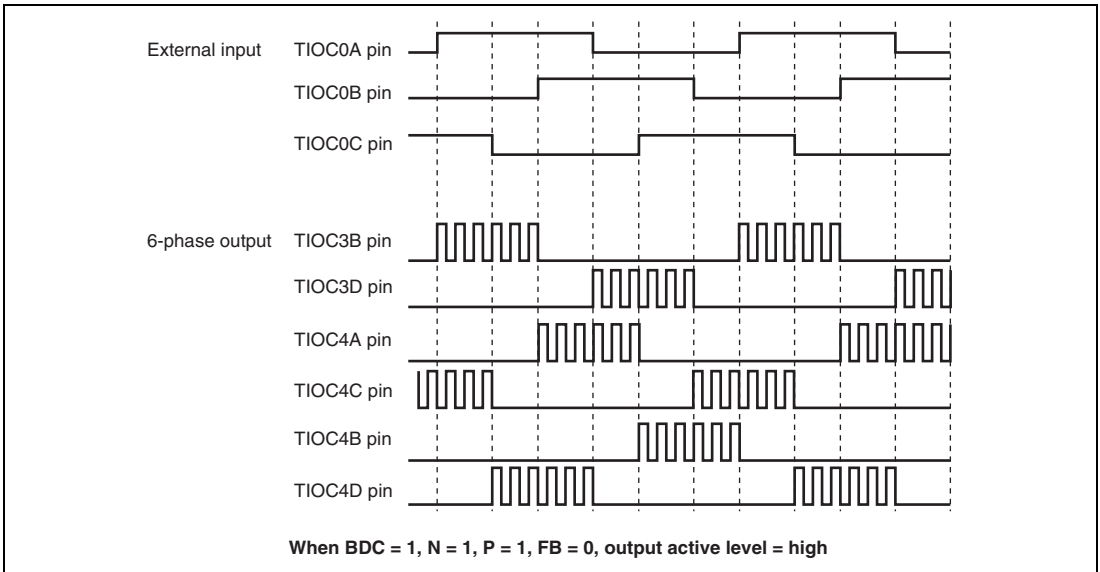 External input TIOC0A pin
TIOC0B pin
TIOC0C pin
6-phase output TIOC3B pin
TIOC3D pin
TIOC4A pin
TIOC4C pin
TIOC4B pin
TIOC4D pin
When BDC = 1, N = 1, P = 1, FB = 0, output active level = high